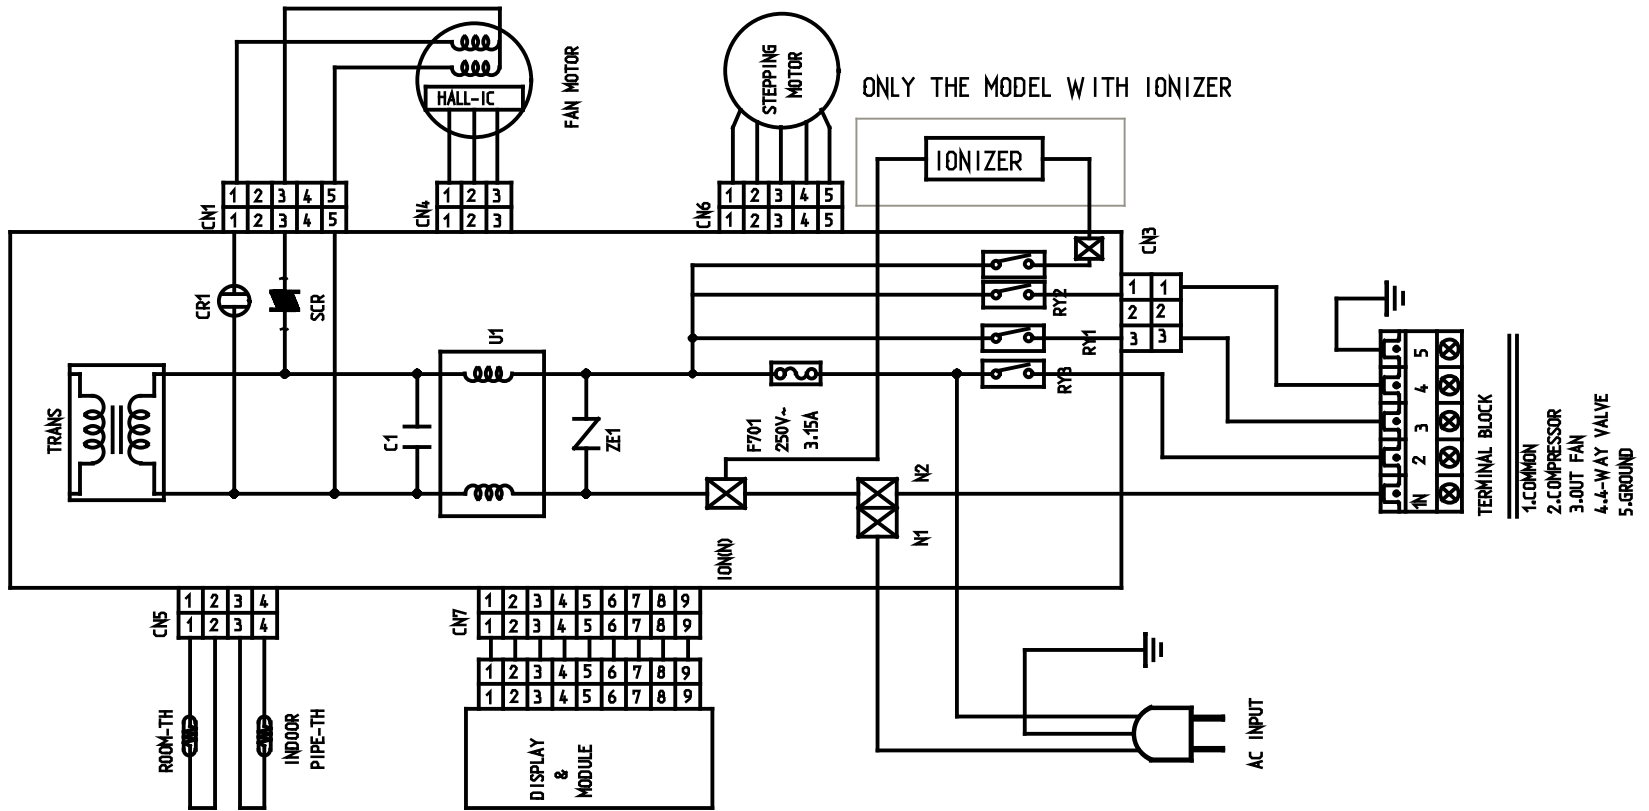 HALL-IC
FAN MOTOR
STEPPING
MOTOR
ONLY THE MODEL WITH IONIZER
IONIZER
CN1
1 2 3 4 5
1 2 3 4 5
CN4
1 2 3
1 2 3
CN6
1 2 3 4 5
1 2 3 4 5
CN3
1 1
2 2
3 3
CR1
SCR
U1
RY2
RY1
RY3
TRANS
C1
ZE1
F701
250V~
3.15A
N2
N1
ION(N)
5
4
3
2
1N
TERMINAL BLOCK
1.COMMON
2.COMPRESSOR
3.OUT FAN
4.4-WAY VALVE
5.GROUND
CN5
1 2 3 4
1 2 3 4
CN7
1 2 3 4 5 6 7 8 9
1 2 3 4 5 6 7 8 9
1 2 3 4 5 6 7 8 9
1 2 3 4 5 6 7 8 9
ROOM-TH
INDOOR
PIPE-TH
DISPLAY
&
MODULE
AC INPUT